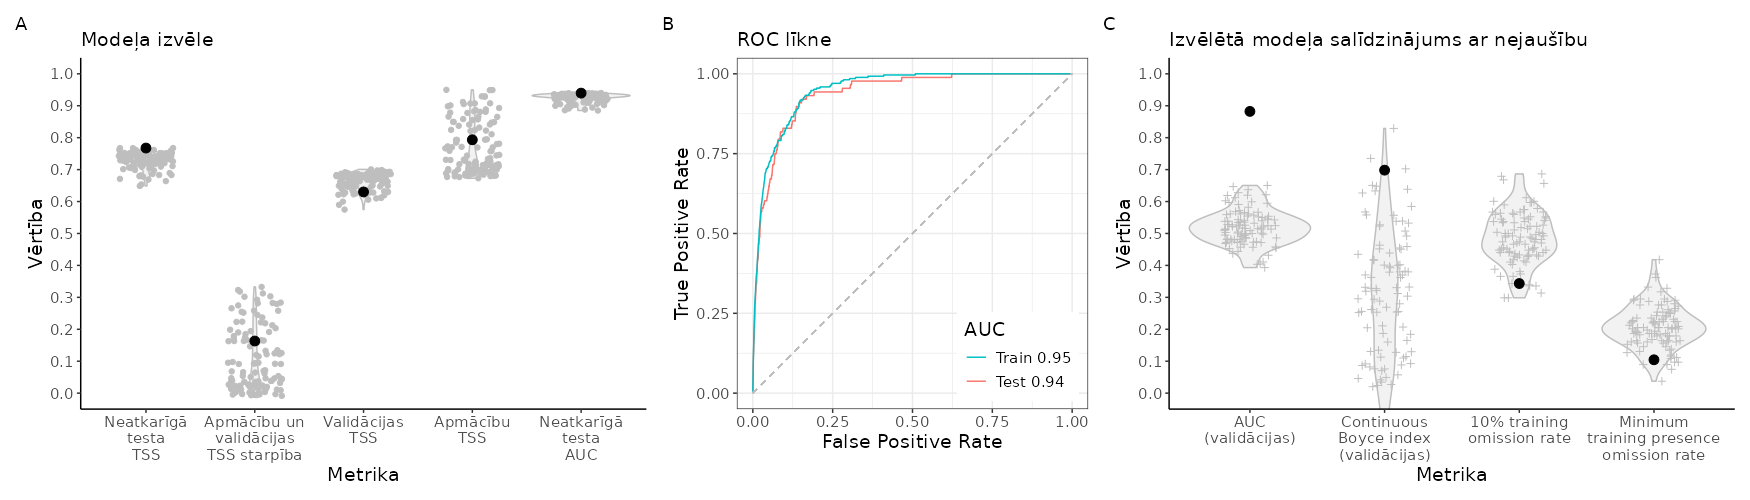 A
Modeļa izvēle
Vērtība
1.0
0.9
0.8
0.7
0.6
0.5
0.4
0.3
0.2
0.1
0.0
Neatkarīgā
testa
TSS
Apmācību un
validācijas
TSS starpība
Validācijas
TSS
Apmācību
TSS
Neatkarīgā
testa
AUC
Metrika
B
ROC līkne
True Positive Rate
1.00
0.75
0.50
0.25
0.00
AUC
Train 0.95
Test 0.94
0.00
0.25
0.50
0.75
1.00
False Positive Rate
C
Izvēlētā modeļa salīdzinājums ar nejaušību
Vērtība
1.0
0.9
0.8
0.7
0.6
0.5
0.4
0.3
0.2
0.1
0.0
AUC
(validācijas)
Continuous
Boyce index
(validācijas)
10% training
omission rate
Minimum
training presence
omission rate
Metrika